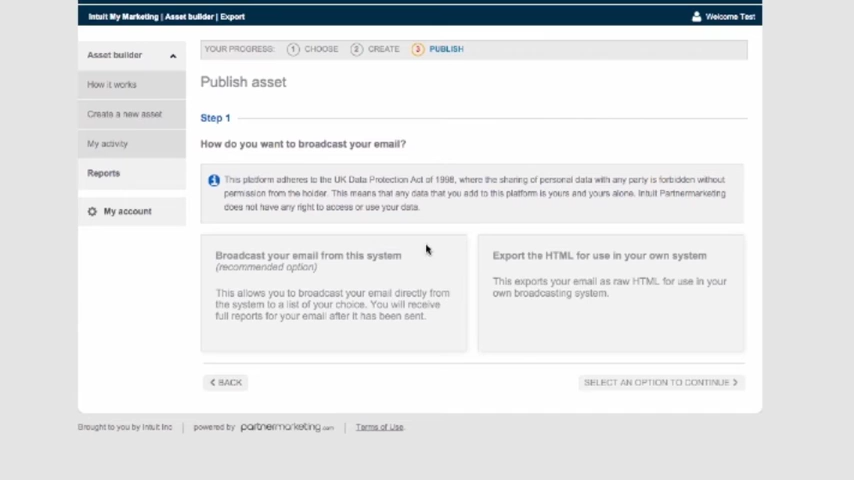 Intuit My Marketing | Asset builder | Export
Welcome Test
Asset builder
How it works
Create a new asset
My activity
Reports
My account
YOUR PROGRESS: 1 CHOOSE 2 CREATE 3 PUBLISH
Publish asset
Step 1
How do you want to broadcast your email?
This platform adheres to the UK Data Protection Act of 1998, where the sharing of personal data with any party is forbidden without
permission from the holder. This means that any data that you add to this platform is yours and yours alone. Intuit Partnermarketing
does not have any right to access or use your data.
Broadcast your email from this system
(recommended option)
This allows you to broadcast your email directly from
the system to a list of your choice. You will receive
full reports for your email after it has been sent.
Export the HTML for use in your own system
This exports your email as raw HTML for use in your
own broadcasting system.
BACK
SELECT AN OPTION TO CONTINUE
Brought to you by Intuit Inc | powered by partnermarketing.com | Terms of Use.